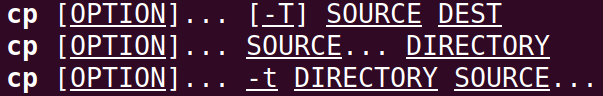 cp [OPTION]... [-T] SOURCE DEST
cp [OPTION]... SOURCE... DIRECTORY
cp [OPTION]... -t DIRECTORY SOURCE...